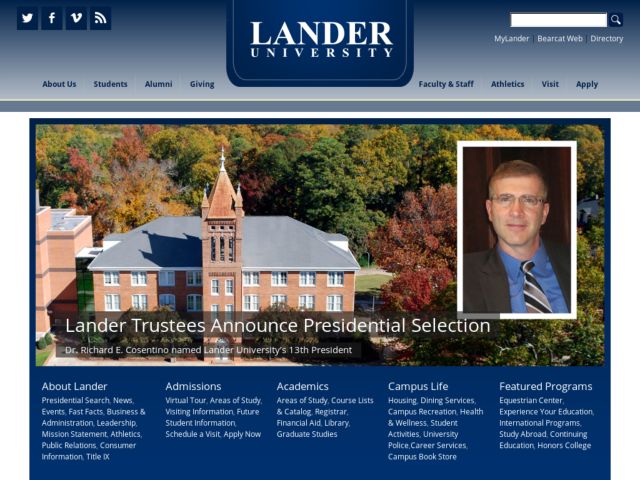 LANDER
UNIVERSITY
MyLander | Bearcat Web | Directory
About Us
Students
Alumni
Giving
Faculty & Staff
Athletics
Visit
Apply
Lander Trustees Announce Presidential Selection
Dr. Richard E. Cosentino named Lander University's 13th President
About Lander
Presidential Search, News,
Events, Fast Facts, Business &
Administration, Leadership,
Mission Statement, Athletics,
Public Relations, Consumer
Information, Title IX
Admissions
Virtual Tour, Areas of Study,
Visiting Information, Future
Student Information,
Schedule a Visit, Apply Now
Academics
Areas of Study, Course Lists
& Catalog, Registrar,
Financial Aid, Library,
Graduate Studies
Campus Life
Housing, Dining Services,
Campus Recreation, Health
& Wellness, Student
Activities, University
Police,Career Services,
Campus Book Store
Featured Programs
Equestrian Center,
Experience Your Education,
International Programs,
Study Abroad, Continuing
Education, Honors College